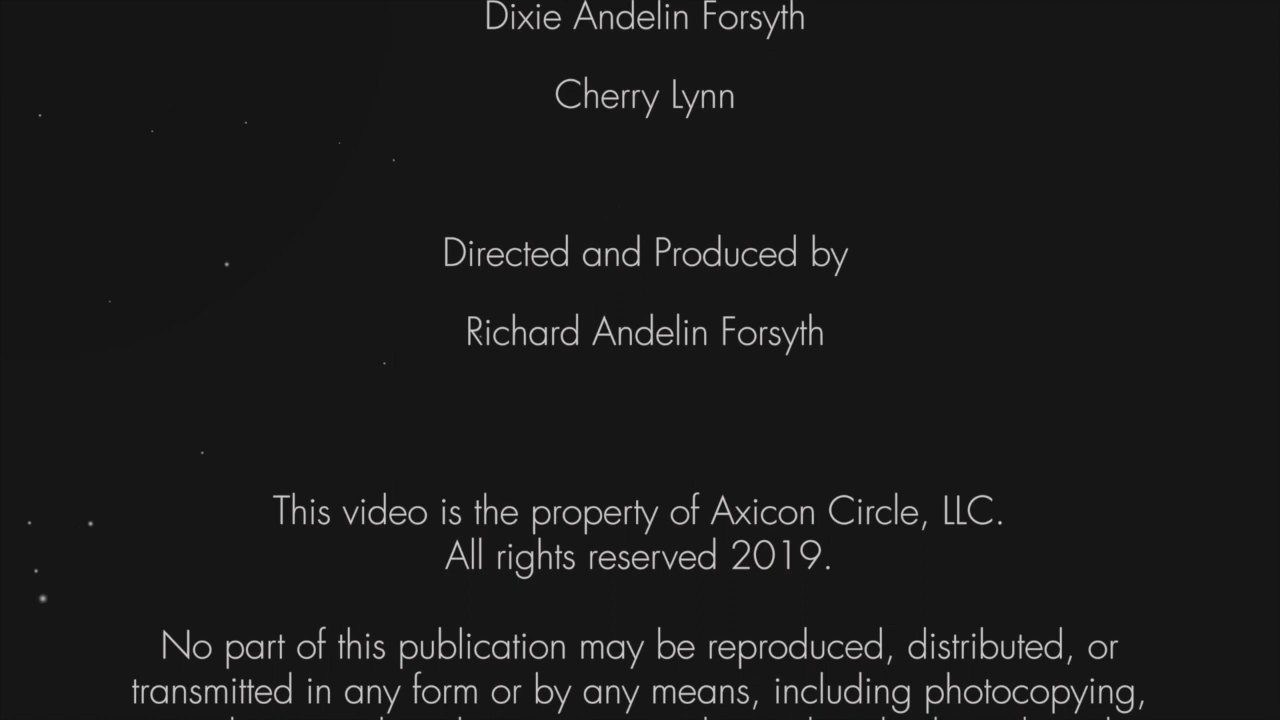 Dixie Andelin Forsyth
Cherry Lynn
Directed and Produced by
Richard Andelin Forsyth
This video is the property of Axicon Circle, LLC.
All rights reserved 2019.
No part of this publication may be reproduced, distributed, or
transmitted in any form or by any means, including photocopying,